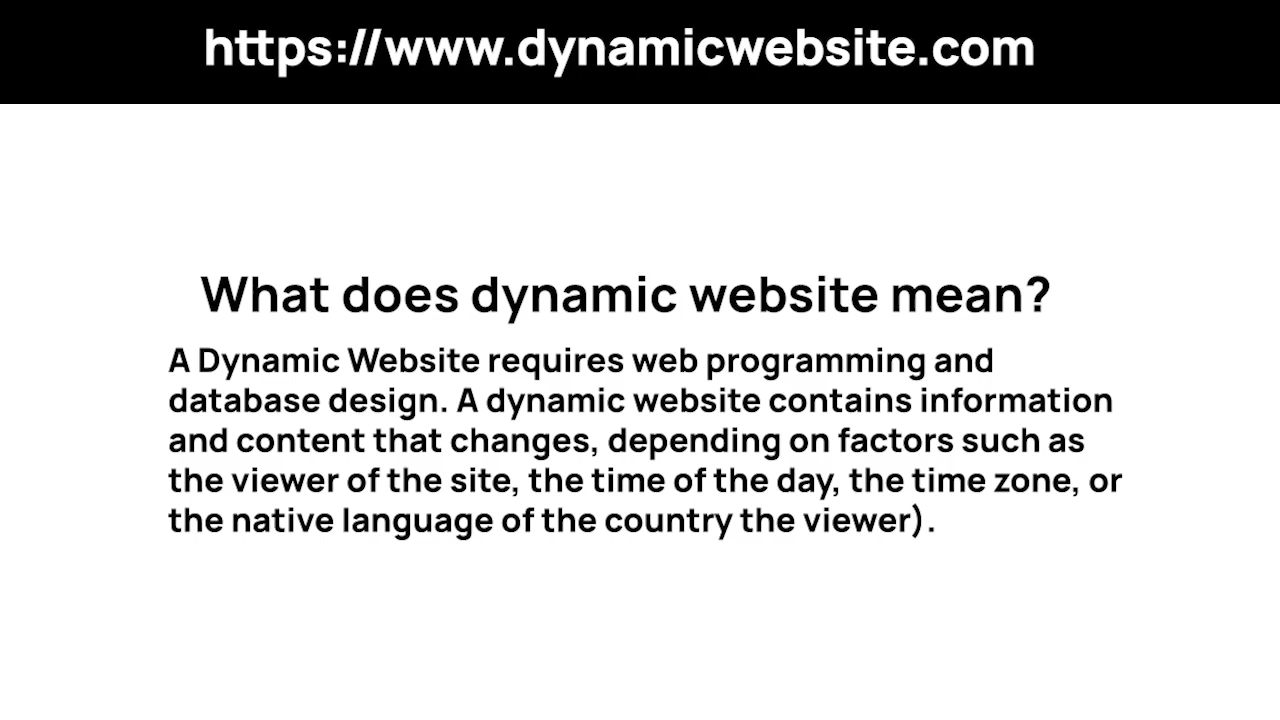 https://www.dynamicwebsite.com
What does dynamic website mean?
A Dynamic Website requires web programming and
database design. A dynamic website contains information
and content that changes, depending on factors such as
the viewer of the site, the time of the day, the time zone, or
the native language of the country the viewer).